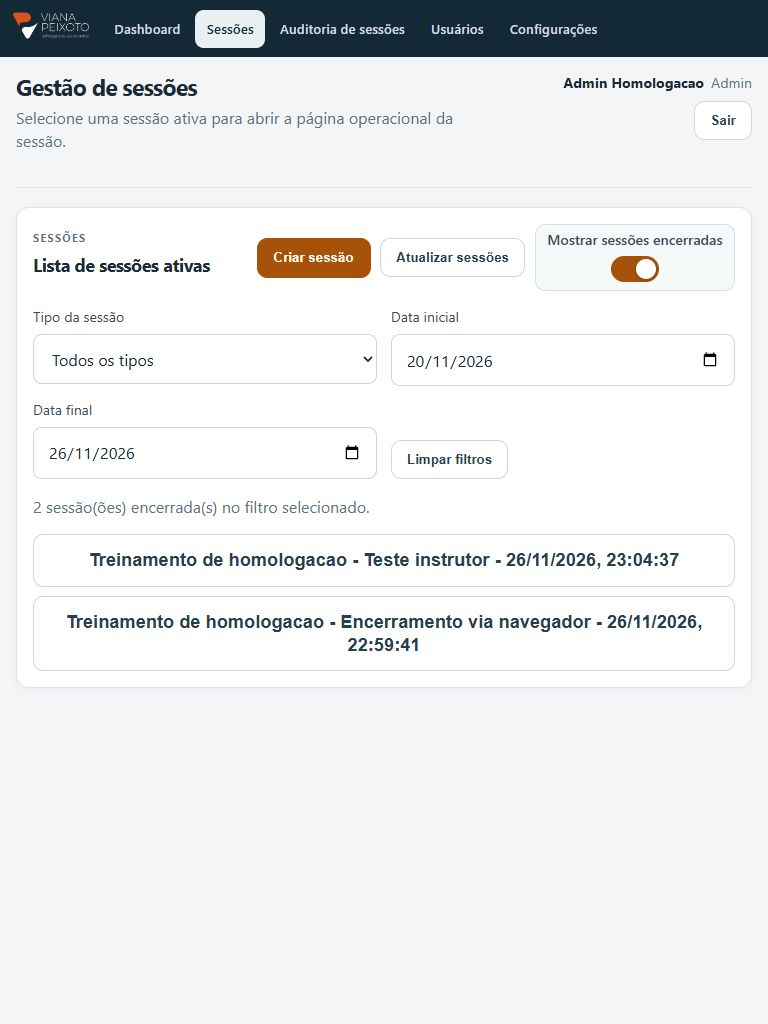 VIANA
PEIXOTO
advogados associados
Dashboard
Sessões
Auditoria de sessões
Usuários
Configurações
Gestão de sessões
Selecione uma sessão ativa para abrir a página operacional da
sessão.
Admin Homologacao Admin
Sair
SESSÕES
Lista de sessões ativas
Criar sessão
Atualizar sessões
Mostrar sessões encerradas
Tipo da sessão
Todos os tipos
Data inicial
20/11/2026
Data final
26/11/2026
Limpar filtros
2 sessão(ões) encerrada(s) no filtro selecionado.
Treinamento de homologacao - Teste instrutor - 26/11/2026, 23:04:37
Treinamento de homologacao - Encerramento via navegador - 26/11/2026,
22:59:41